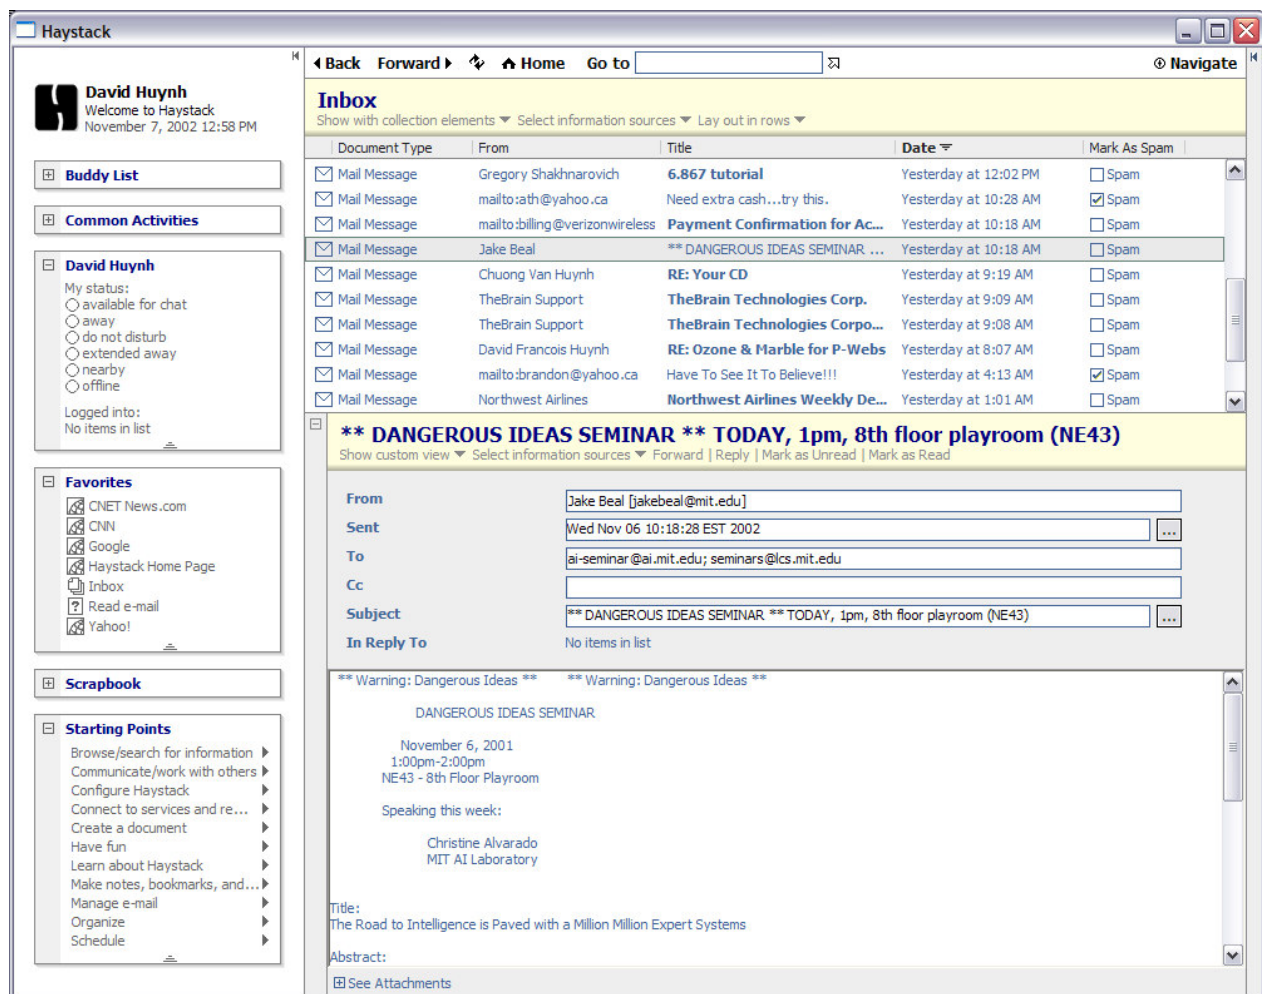 Haystack
David Huynh
Welcome to Haystack
November 7, 2002 12:58 PM
Buddy List
Common Activities
David Huynh
My status:
available for chat
away
do not disturb
extended away
nearby
offline
Logged into:
No items in list
Favorites
CNET News.com
CNN
Google
Haystack Home Page
Inbox
Read e-mail
Yahoo!
Scrapbook
Starting Points
Browse/search for information
Communicate/work with others
Configure Haystack
Connect to services and re...
Create a document
Have fun
Learn about Haystack
Make notes, bookmarks, and...
Manage e-mail
Organize
Schedule
Back Forward Home Go to Navigate
Inbox
Show with collection elements Select information sources Lay out in rows
Document Type From Title Date Mark As Spam
Mail Message Gregory Shakhnarovich 6.867 tutorial Yesterday at 12:02 PM Spam
Mail Message mailto:ath@yahoo.ca Need extra cash...try this. Yesterday at 10:28 AM Spam
Mail Message mailto:billing@verizonwireless Payment Confirmation for Ac... Yesterday at 10:18 AM Spam
Mail Message Jake Beal ** DANGEROUS IDEAS SEMINAR ... Yesterday at 10:18 AM Spam
Mail Message Chuong Van Huynh RE: Your CD Yesterday at 9:19 AM Spam
Mail Message TheBrain Support TheBrain Technologies Corp. Yesterday at 9:09 AM Spam
Mail Message TheBrain Support TheBrain Technologies Corpo... Yesterday at 9:08 AM Spam
Mail Message David Francois Huynh RE: Ozone & Marble for P-Webs Yesterday at 8:07 AM Spam
Mail Message mailto:brandon@yahoo.ca Have To See It To Believe!!! Yesterday at 4:13 AM Spam
Mail Message Northwest Airlines Northwest Airlines Weekly De... Yesterday at 1:01 AM Spam
** DANGEROUS IDEAS SEMINAR ** TODAY, 1pm, 8th floor playroom (NE43)
Show custom view Select information sources Forward | Reply | Mark as Unread | Mark as Read
From Jake Beal [jakebeal@mit.edu]
Sent Wed Nov 06 10:18:28 EST 2002 ...
To ai-seminar@ai.mit.edu; seminars@lcs.mit.edu
Cc
Subject ** DANGEROUS IDEAS SEMINAR ** TODAY, 1pm, 8th floor playroom (NE43) ...
In Reply To No items in list
** Warning: Dangerous Ideas ** ** Warning: Dangerous Ideas **
DANGEROUS IDEAS SEMINAR
November 6, 2001
1:00pm-2:00pm
NE43 - 8th Floor Playroom
Speaking this week:
Christine Alvarado
MIT AI Laboratory
Title:
The Road to Intelligence is Paved with a Million Million Expert Systems
Abstract:
See Attachments